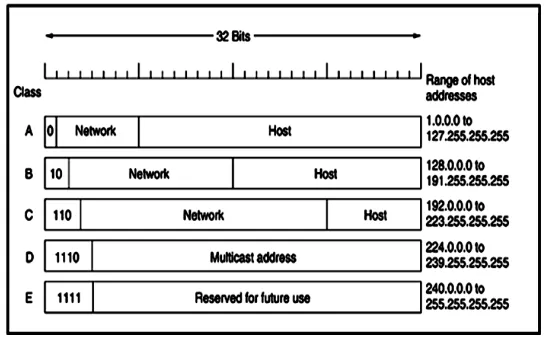 32 Bits
Class
Range of host
addresses
A
0
Network
Host
1.0.0.0 to
127.255.255.255
B
10
Network
Host
128.0.0.0 to
191.255.255.255
C
110
Network
Host
192.0.0.0 to
223.255.255.255
D
1110
Multicast address
224.0.0.0 to
239.255.255.255
E
1111
Reserved for future use
240.0.0.0 to
255.255.255.255